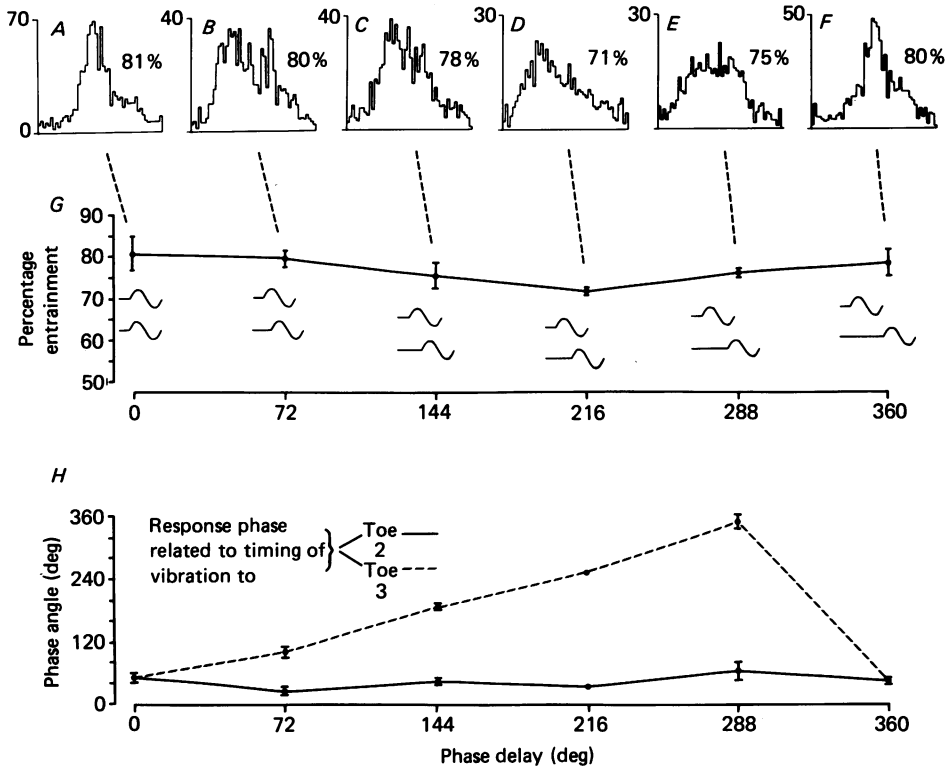 A B C D E F
70 40 40 30 30 50
81% 80% 78% 71% 75% 80%
0
G
Percentage
entrainment
90
80
70
60
50
0 72 144 216 288 360
H
Phase angle (deg)
360
240
120
0
Response phase
related to timing of
vibration to
Toe
2
Toe
3
0 72 144 216 288 360
Phase delay (deg)